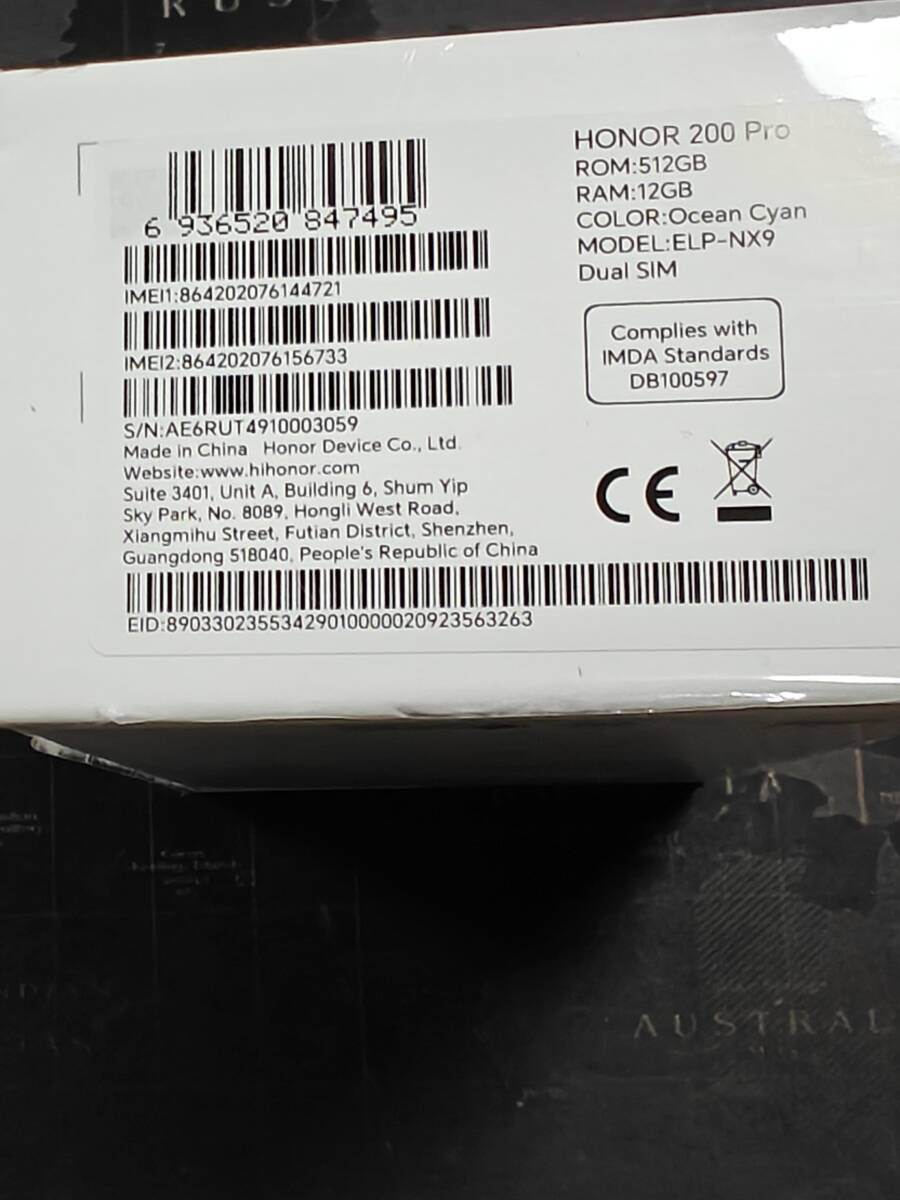 RUS
6 936520 847495
IMEI1:864202076144721
IMEI2:864202076156733
S/N:AE6RUT4910003059
Made in China Honor Device Co., Ltd.
Website:www.hihonor.com
Suite 3401, Unit A, Building 6, Shum Yip
Sky Park, No. 8089, Hongli West Road,
Xiangmihu Street, Futian District, Shenzhen,
Guangdong 518040, People's Republic of China
EID:89033023553429010000020923563263
HONOR 200 Pro
ROM:512GB
RAM:12GB
COLOR:Ocean Cyan
MODEL:ELP-NX9
Dual SIM
Complies with
IMDA Standards
DB100597
CE
AUSTRAL